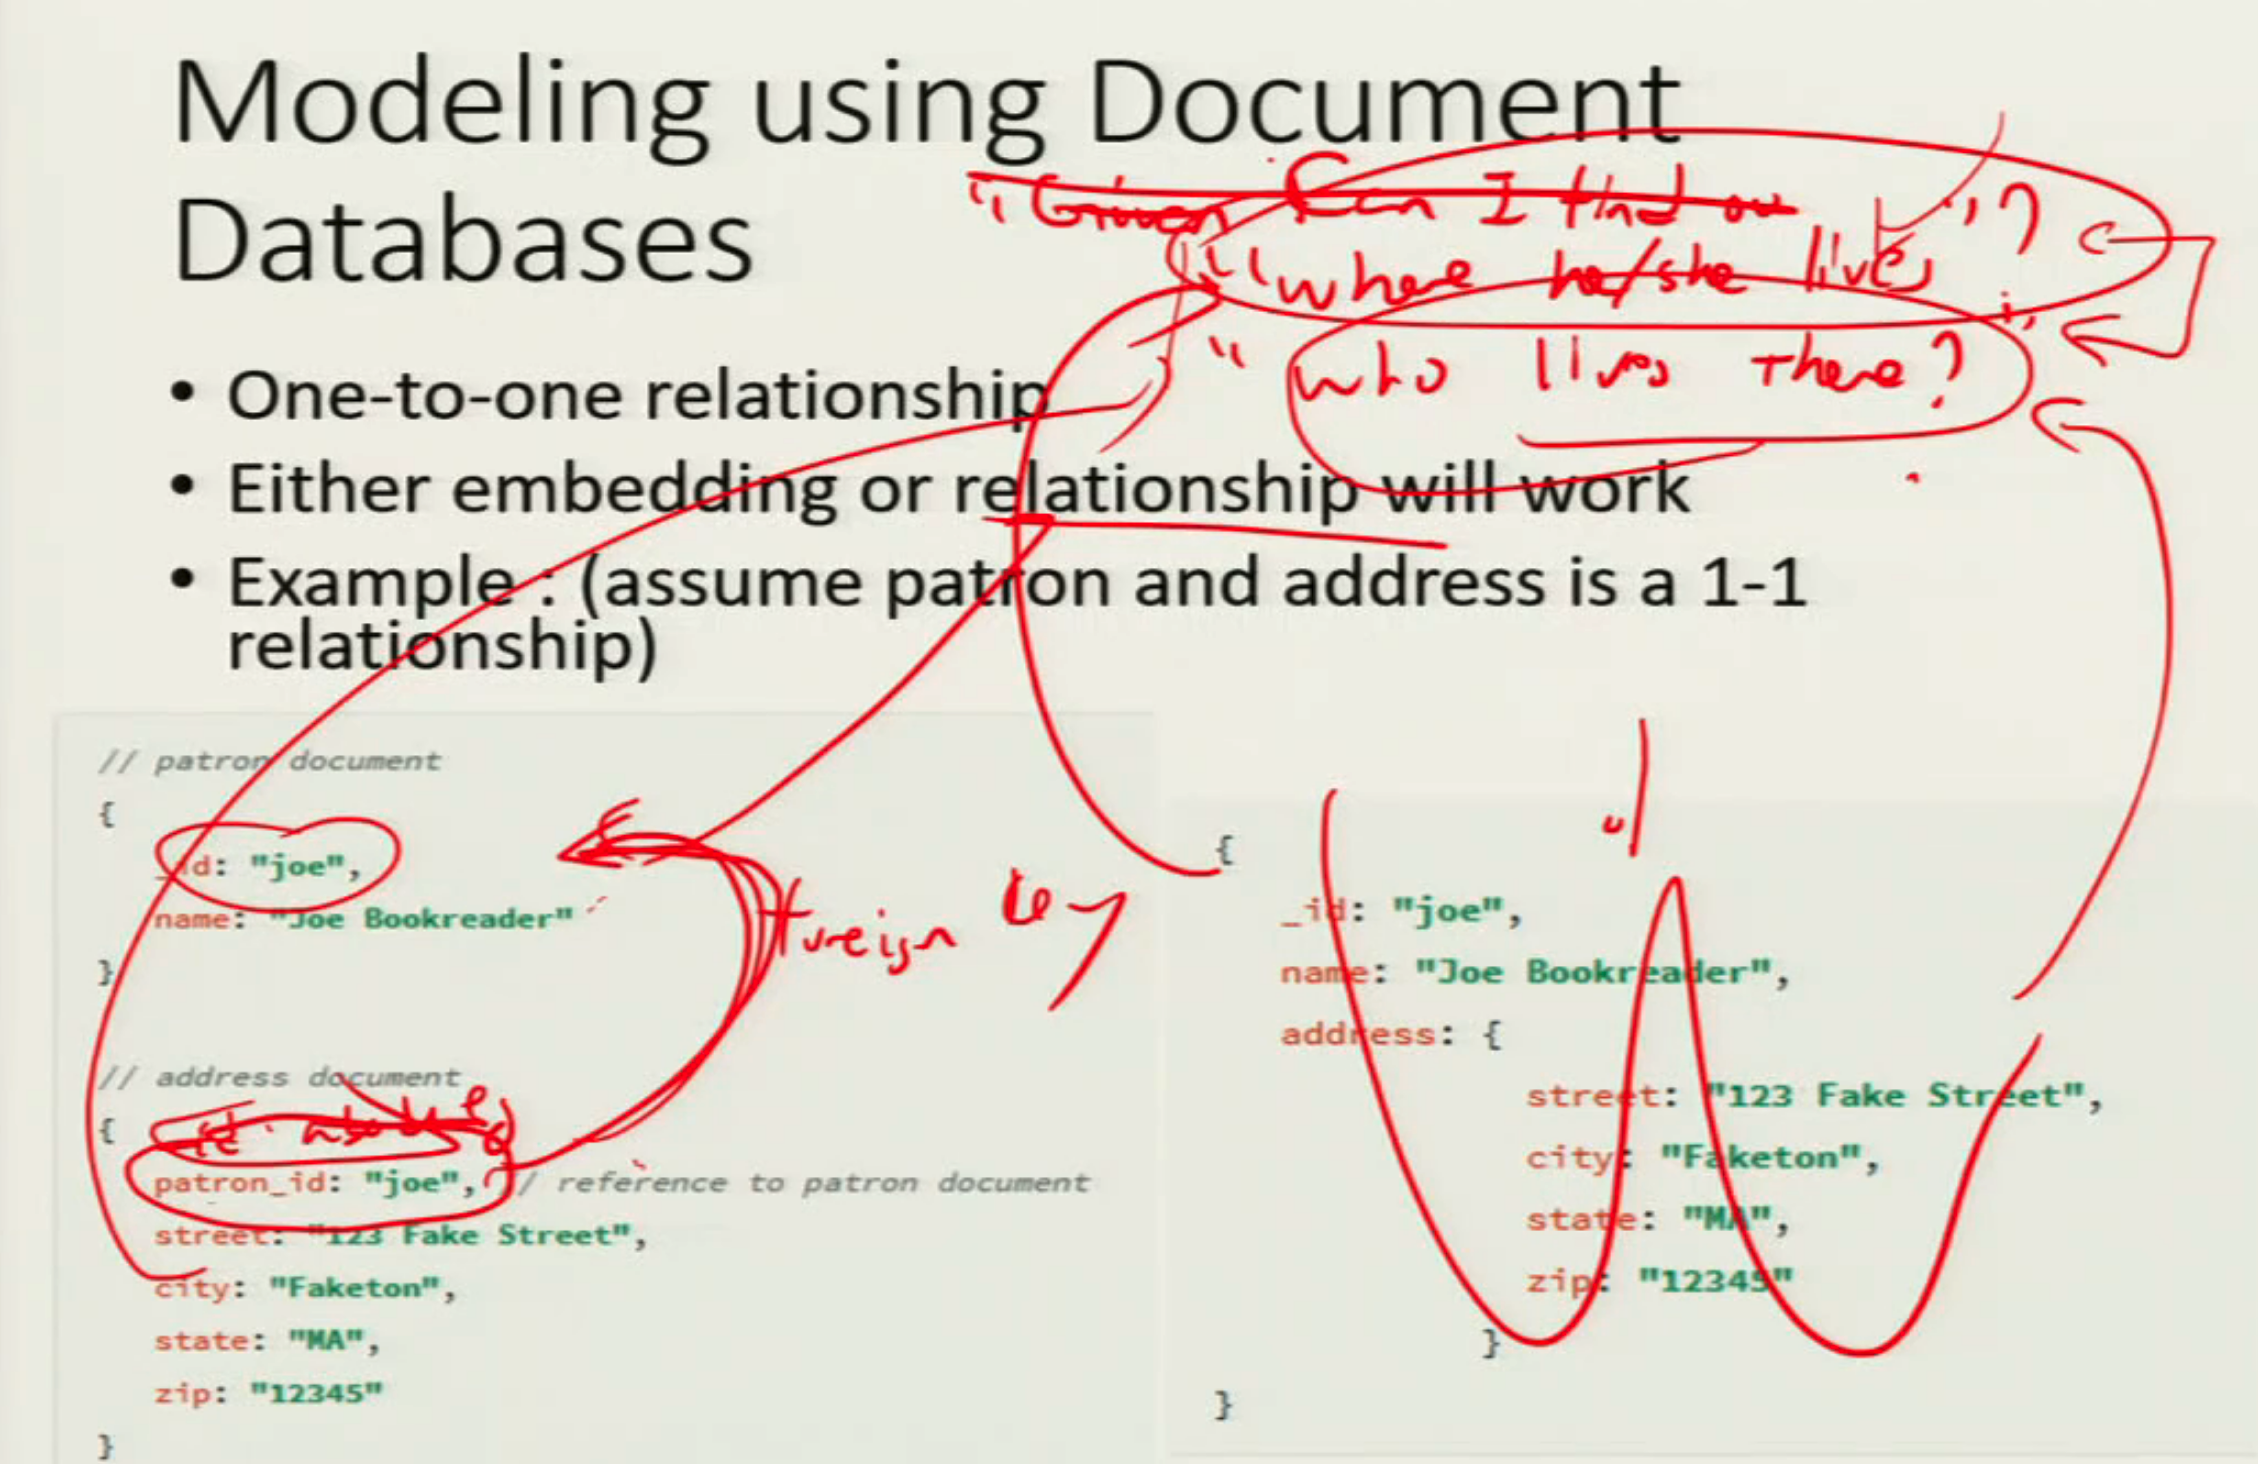 Modeling using Document
Databases
"Given Can I find out
"where he/she lives"?
"who lives there?"
• One-to-one relationship
• Either embedding or relationship will work
• Example : (assume patron and address is a 1-1
relationship)
// patron document
{
_id: "joe",
name: "Joe Bookreader"
}
foreign key
// address document
{
patron_id: "joe", // reference to patron document
street: "123 Fake Street",
city: "Faketon",
state: "MA",
zip: "12345"
}
{
_id: "joe",
name: "Joe Bookreader",
address: {
street: "123 Fake Street",
city: "Faketon",
state: "MA",
zip: "12345"
}
}